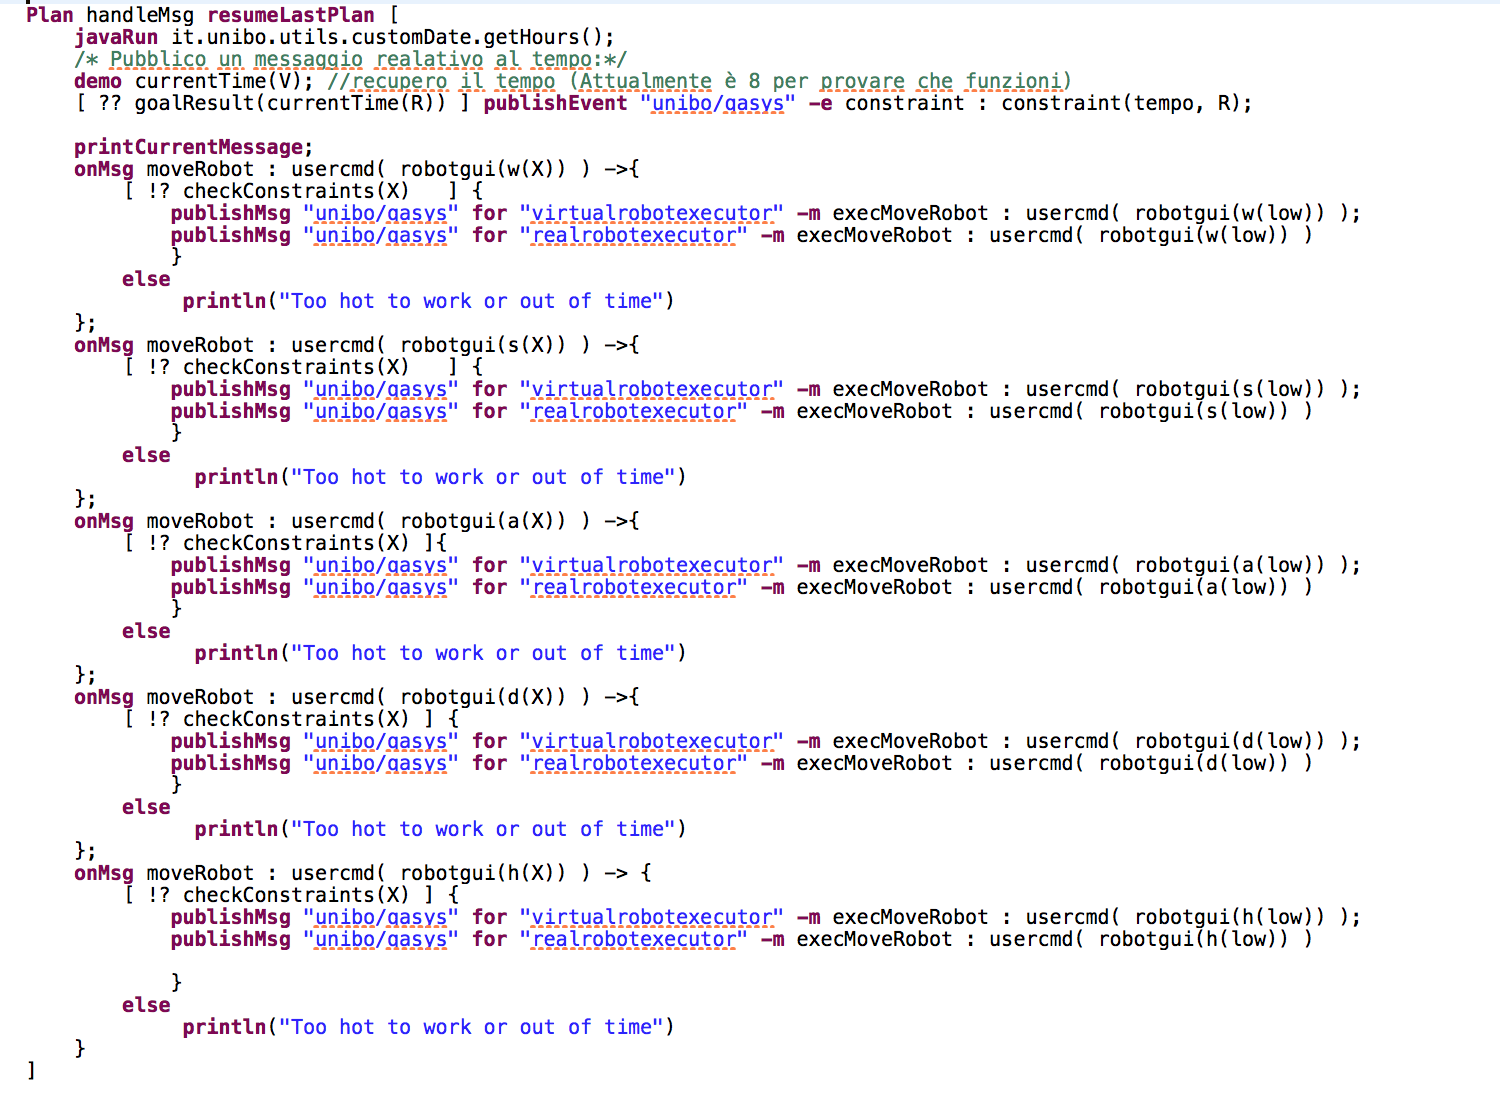 Plan handleMsg resumeLastPlan [
javaRun it.unibo.utils.customDate.getHours();
/* Pubblico un messaggio realativo al tempo:*/
demo currentTime(V); //recupero il tempo (Attualmente è 8 per provare che funzioni)
[ ?? goalResult(currentTime(R)) ] publishEvent "unibo/qasys" -e constraint : constraint(tempo, R);
printCurrentMessage;
onMsg moveRobot : usercmd( robotgui(w(X)) ) ->{
[ !? checkConstraints(X) ] {
publishMsg "unibo/qasys" for "virtualrobotexecutor" -m execMoveRobot : usercmd( robotgui(w(low)) );
publishMsg "unibo/qasys" for "realrobotexecutor" -m execMoveRobot : usercmd( robotgui(w(low)) )
}
else
println("Too hot to work or out of time")
};
onMsg moveRobot : usercmd( robotgui(s(X)) ) ->{
[ !? checkConstraints(X) ] {
publishMsg "unibo/qasys" for "virtualrobotexecutor" -m execMoveRobot : usercmd( robotgui(s(low)) );
publishMsg "unibo/qasys" for "realrobotexecutor" -m execMoveRobot : usercmd( robotgui(s(low)) )
}
else
println("Too hot to work or out of time")
};
onMsg moveRobot : usercmd( robotgui(a(X)) ) ->{
[ !? checkConstraints(X) ]{
publishMsg "unibo/qasys" for "virtualrobotexecutor" -m execMoveRobot : usercmd( robotgui(a(low)) );
publishMsg "unibo/qasys" for "realrobotexecutor" -m execMoveRobot : usercmd( robotgui(a(low)) )
}
else
println("Too hot to work or out of time")
};
onMsg moveRobot : usercmd( robotgui(d(X)) ) ->{
[ !? checkConstraints(X) ] {
publishMsg "unibo/qasys" for "virtualrobotexecutor" -m execMoveRobot : usercmd( robotgui(d(low)) );
publishMsg "unibo/qasys" for "realrobotexecutor" -m execMoveRobot : usercmd( robotgui(d(low)) )
}
else
println("Too hot to work or out of time")
};
onMsg moveRobot : usercmd( robotgui(h(X)) ) -> {
[ !? checkConstraints(X) ] {
publishMsg "unibo/qasys" for "virtualrobotexecutor" -m execMoveRobot : usercmd( robotgui(h(low)) );
publishMsg "unibo/qasys" for "realrobotexecutor" -m execMoveRobot : usercmd( robotgui(h(low)) )
}
else
println("Too hot to work or out of time")
}
]